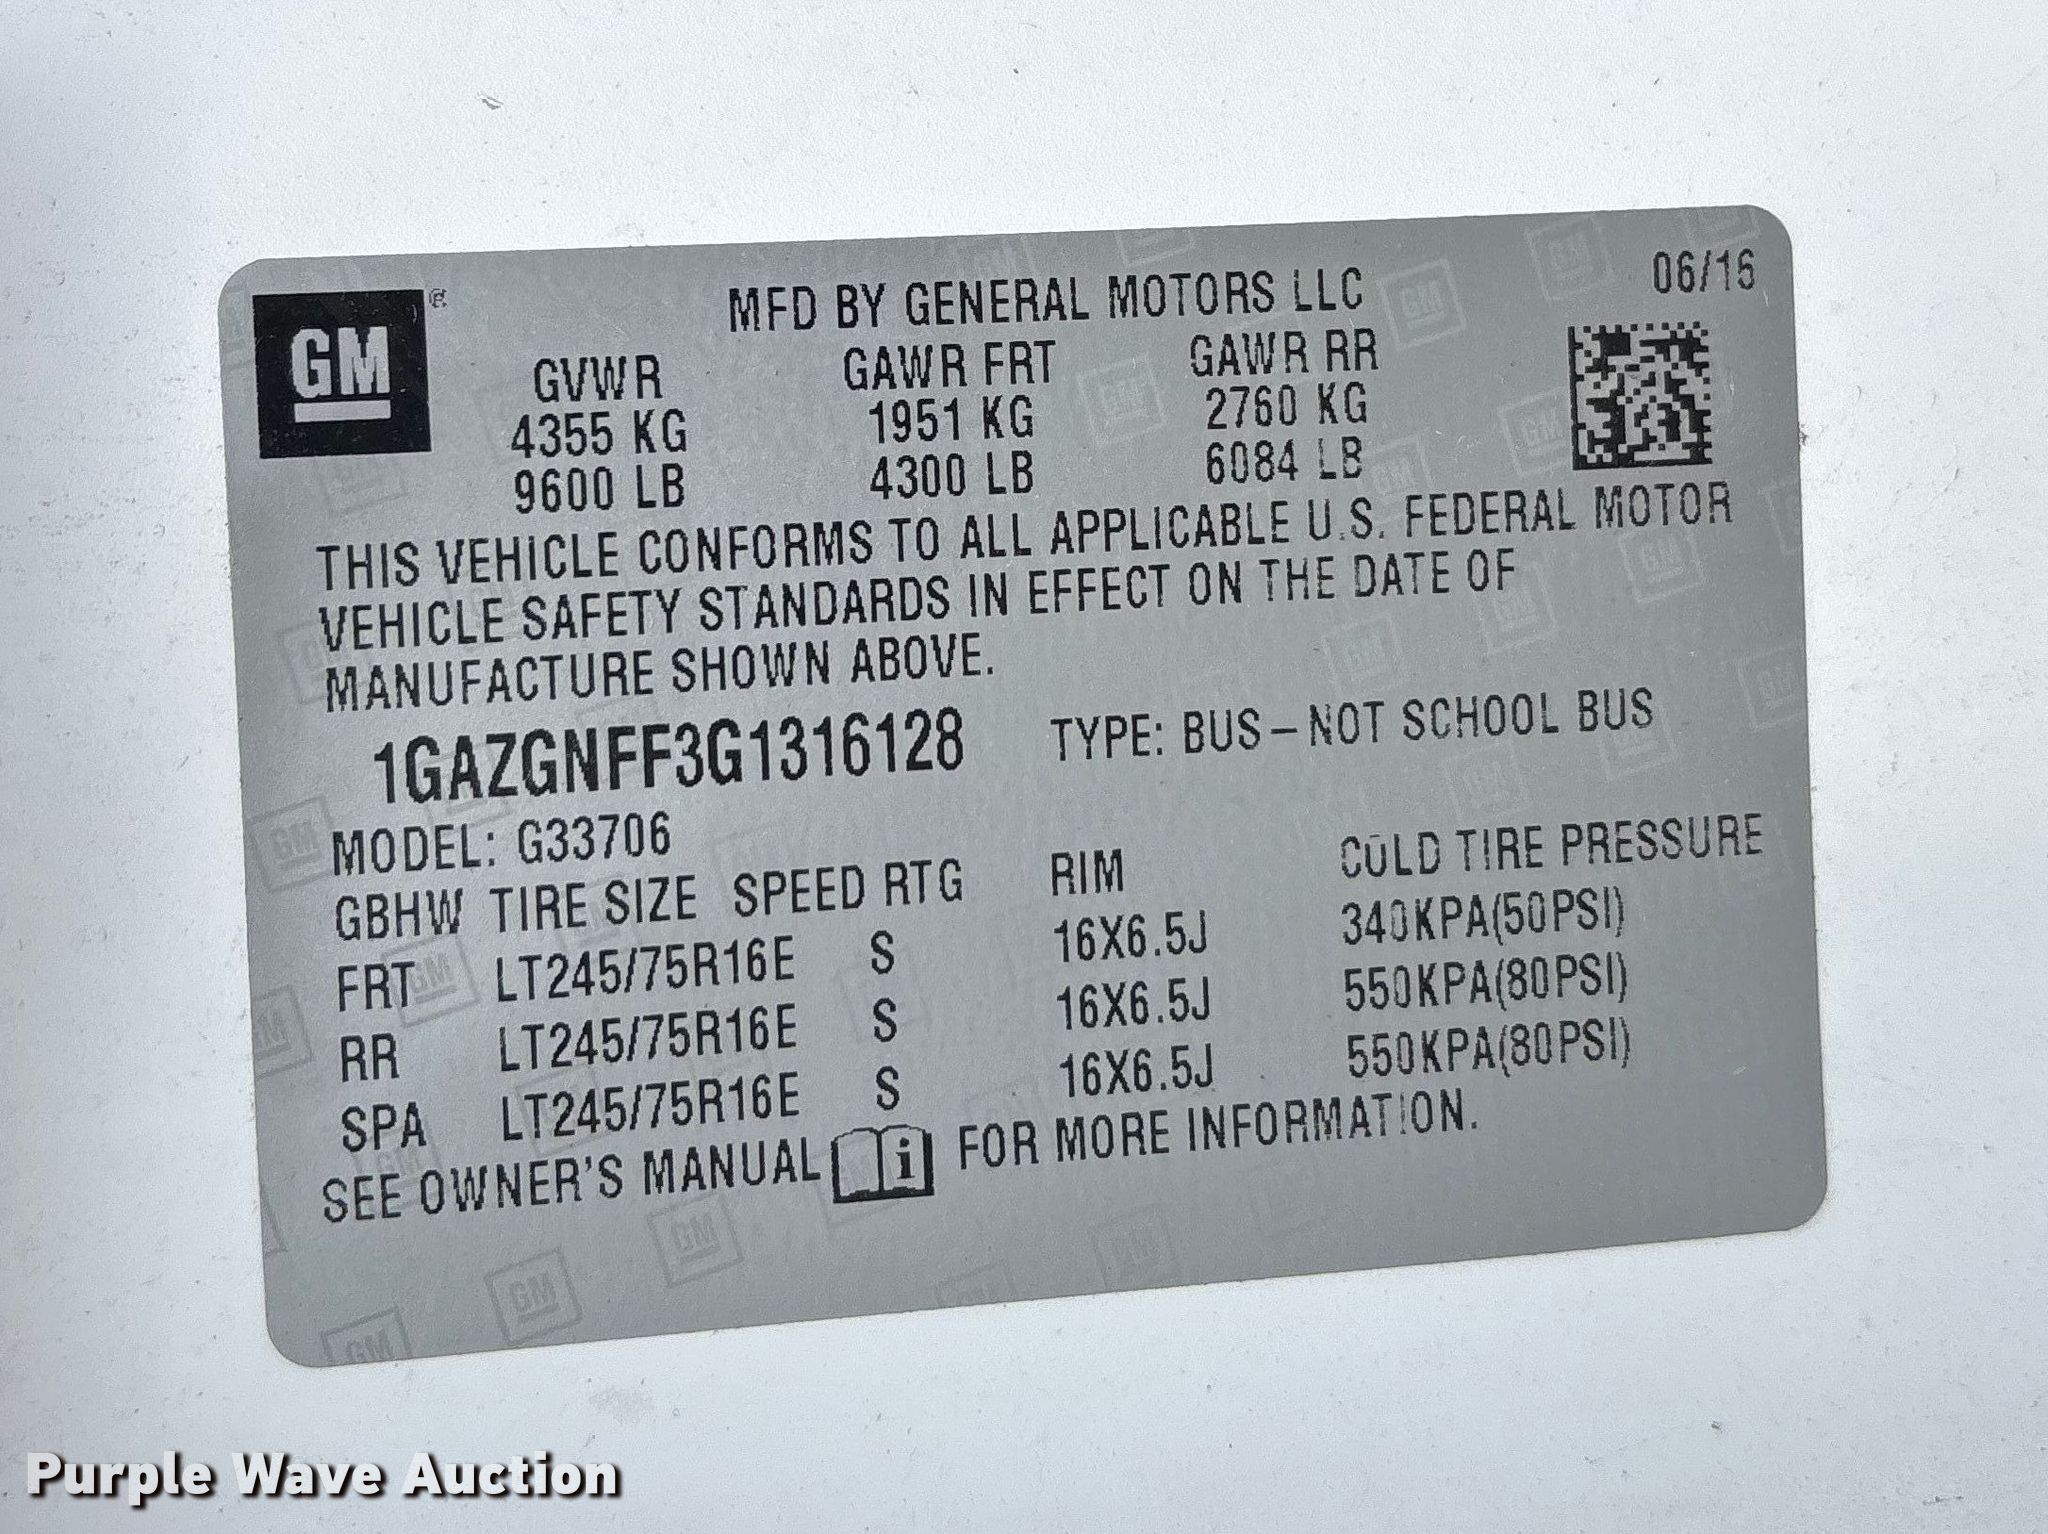 GM ®
MFD BY GENERAL MOTORS LLC 06/16
GVWR GAWR FRT GAWR RR
4355 KG 1951 KG 2760 KG
9600 LB 4300 LB 6084 LB
THIS VEHICLE CONFORMS TO ALL APPLICABLE U.S. FEDERAL MOTOR
VEHICLE SAFETY STANDARDS IN EFFECT ON THE DATE OF
MANUFACTURE SHOWN ABOVE.
1GAZGNFF3G1316128 TYPE: BUS-NOT SCHOOL BUS
MODEL: G33706
GBHW TIRE SIZE SPEED RTG RIM COLD TIRE PRESSURE
FRT LT245/75R16E S 16X6.5J 340KPA(50PSI)
RR LT245/75R16E S 16X6.5J 550KPA(80PSI)
SPA LT245/75R16E S 16X6.5J 550KPA(80PSI)
SEE OWNER'S MANUAL i FOR MORE INFORMATION.
Purple Wave Auction